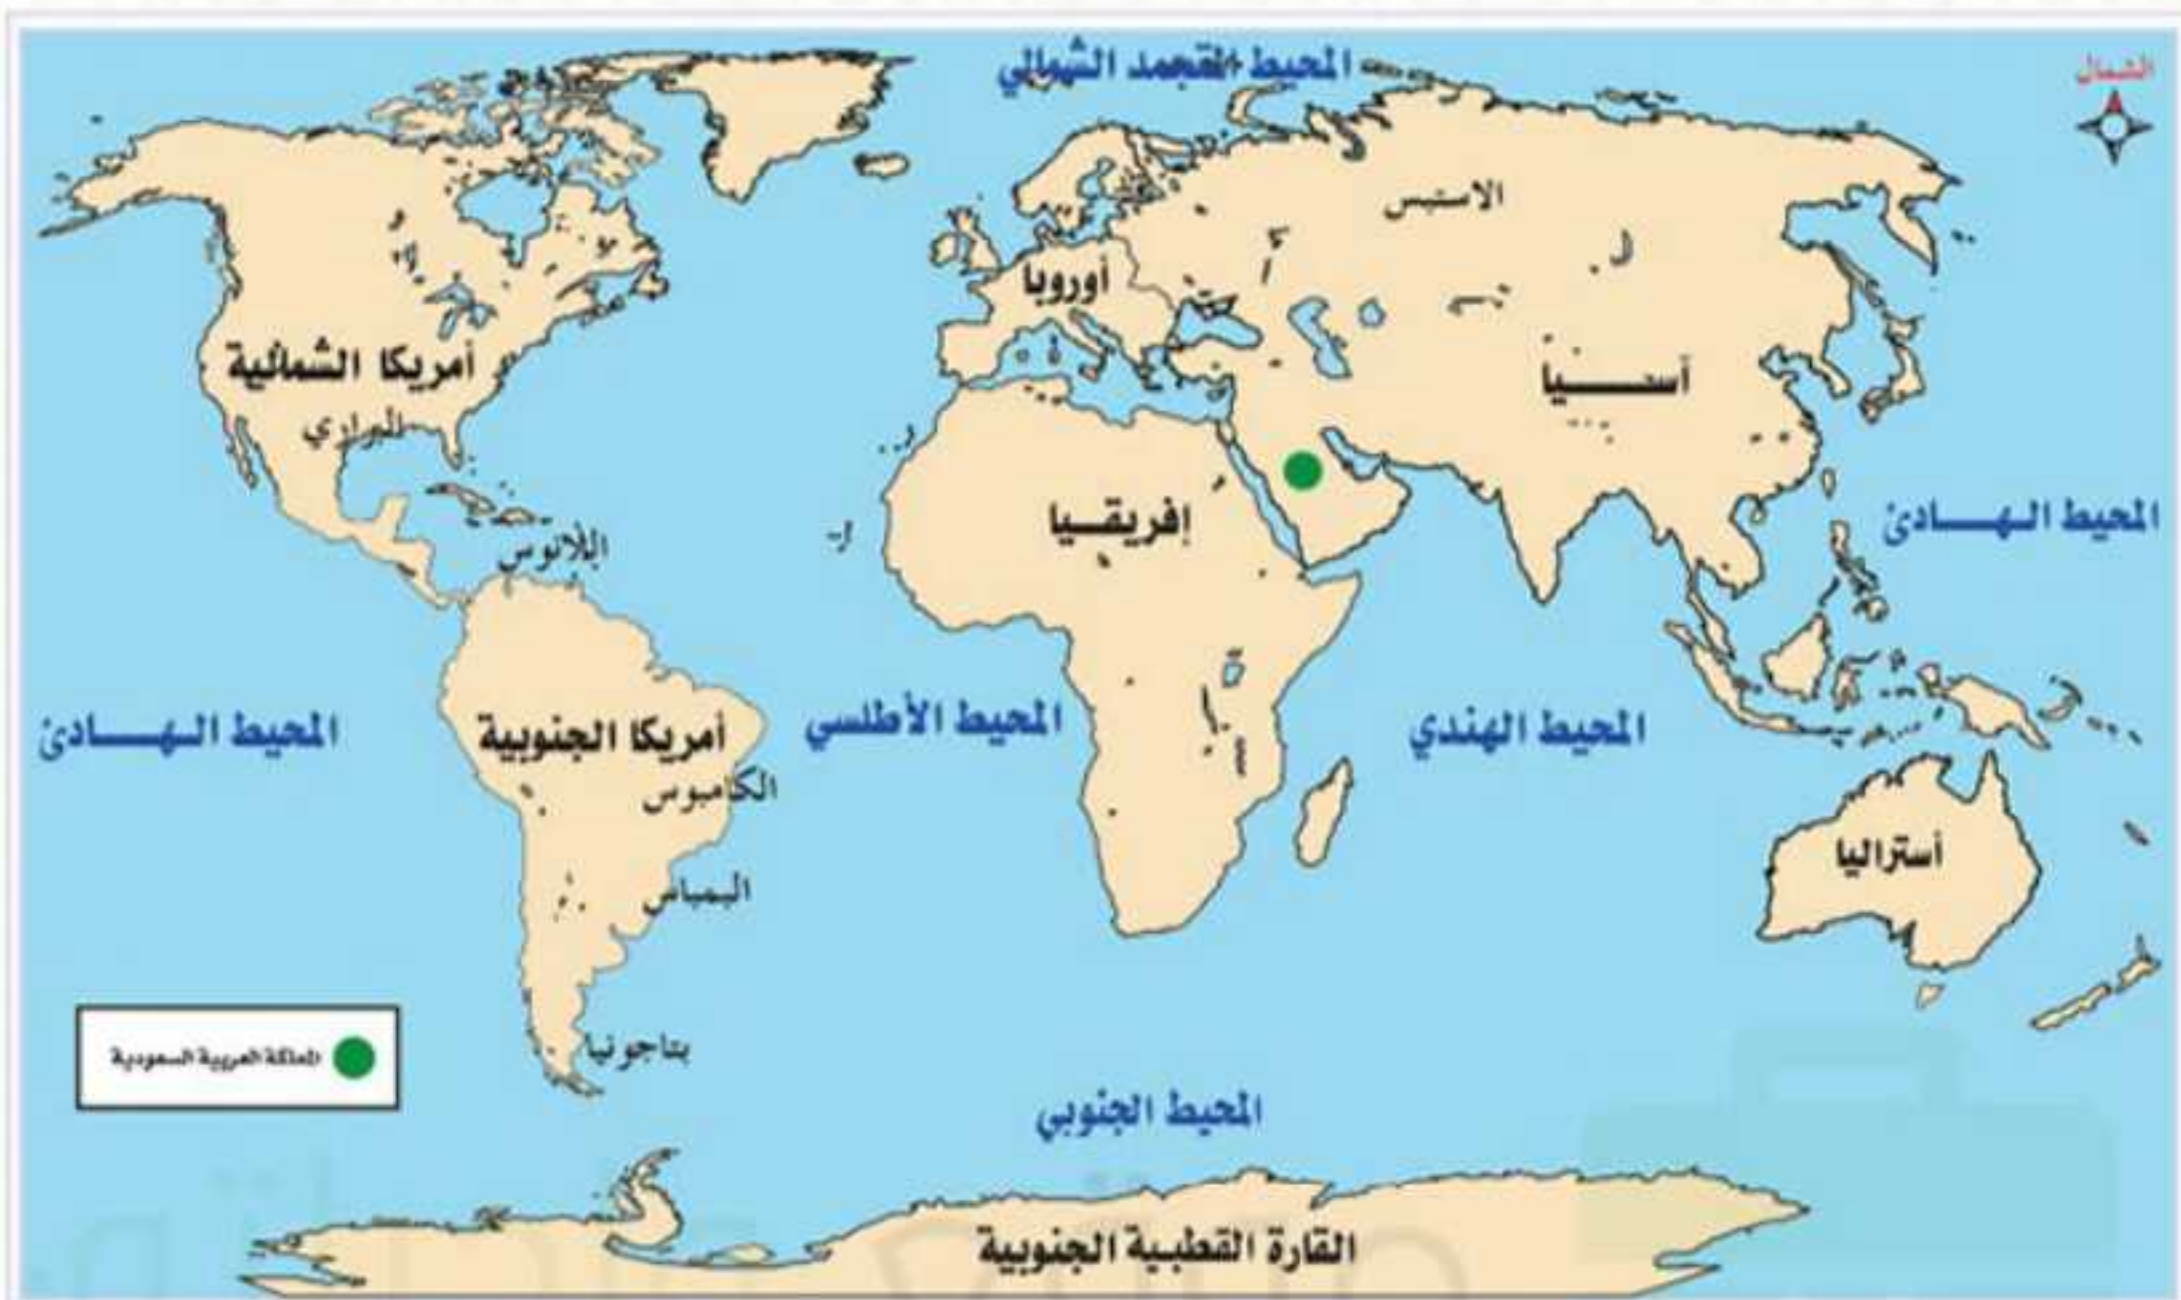 المحيط المتجمد الشمالي
الشمال
الاستبس
أوروبا
أمريكا الشمالية
آسيا
البراري
إفريقيا
المحيط الهادئ
اللانوس
المحيط الهندي
المحيط الأطلسي
أمريكا الجنوبية
المحيط الهادئ
الكامبوس
أستراليا
البمباس
بتاجونيا
المملكة العربية السعودية
المحيط الجنوبي
القارة القطبية الجنوبية